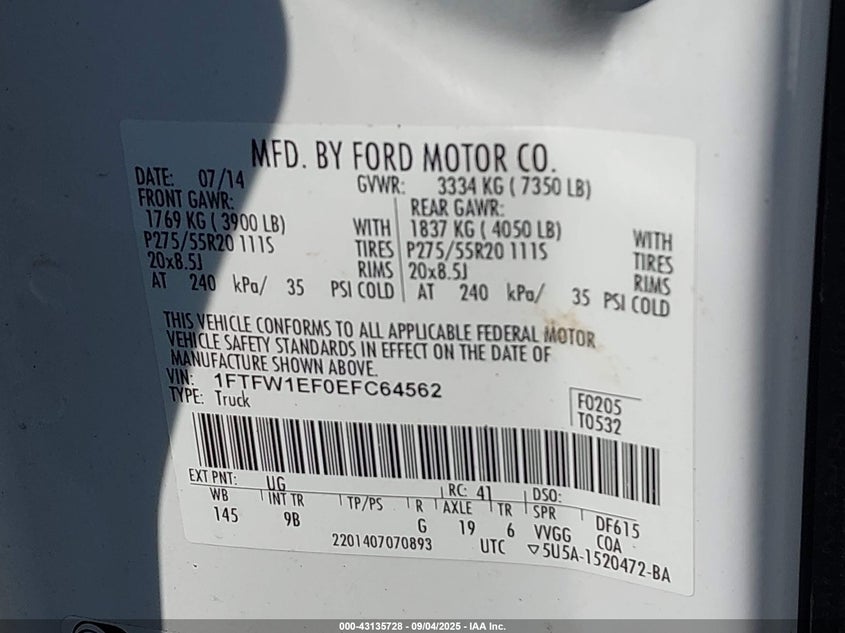 MFD. BY FORD MOTOR CO.
DATE: 07/14 GVWR: 3334 KG ( 7350 LB)
FRONT GAWR: REAR GAWR:
1769 KG ( 3900 LB) WITH 1837 KG ( 4050 LB) WITH
P275/55R20 111S TIRES P275/55R20 111S TIRES
20x8.5J RIMS 20x8.5J RIMS
AT 240 kPa/ 35 PSI COLD AT 240 kPa/ 35 PSI COLD
THIS VEHICLE CONFORMS TO ALL APPLICABLE FEDERAL MOTOR
VEHICLE SAFETY STANDARDS IN EFFECT ON THE DATE OF
MANUFACTURE SHOWN ABOVE.
VIN: 1FTFW1EF0EFC64562
TYPE: Truck
F0205
T0532
EXT PNT: UG RC: 41 DSO:
WB INT TR TP/PS R AXLE TR SPR DF615
145 9B G 19 6 VVGG COA
2201407070893 UTC ▽5U5A-1520472-BA
000-43135728 - 09/04/2025 - IAA Inc.